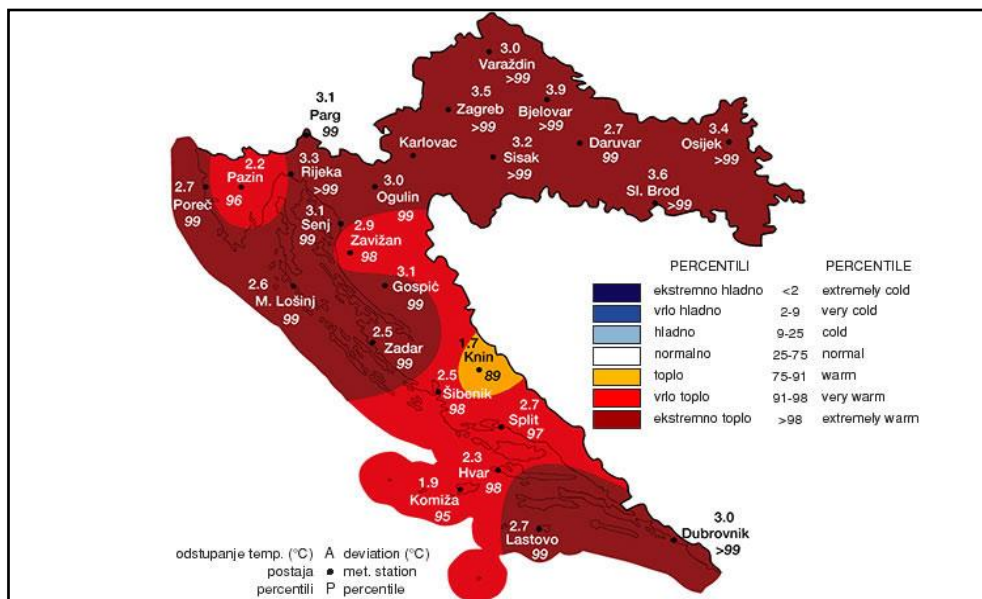 3.0
Varaždin
>99
3.5
Zagreb
>99
3.9
Bjelovar
>99
3.1
Parg
99
Karlovac
3.2
Sisak
>99
2.7
Daruvar
99
3.4
Osijek
>99
2.2
Pazin
96
3.3
Rijeka
>99
2.7
Poreč
99
3.0
Ogulin
99
3.6
Sl. Brod
>99
3.1
Senj
99
2.9
Zavižan
98
3.1
Gospić
99
2.6
M. Lošinj
99
2.5
Zadar
99
1.7
Knin
89
2.5
Šibenik
98
2.7
Split
97
2.3
Hvar
98
1.9
Komiža
95
2.7
Lastovo
99
3.0
Dubrovnik
>99
PERCENTILI PERCENTILE
ekstremno hladno <2 extremely cold
vrlo hladno 2-9 very cold
hladno 9-25 cold
normalno 25-75 normal
toplo 75-91 warm
vrlo toplo 91-98 very warm
ekstremno toplo >98 extremely warm
odstupanje temp. (°C) A deviation (°C)
postaja met. station
percentili P percentile